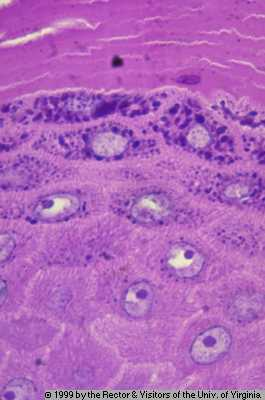 © 1999 by the Rector & Visitors of the Univ. of Virginia.